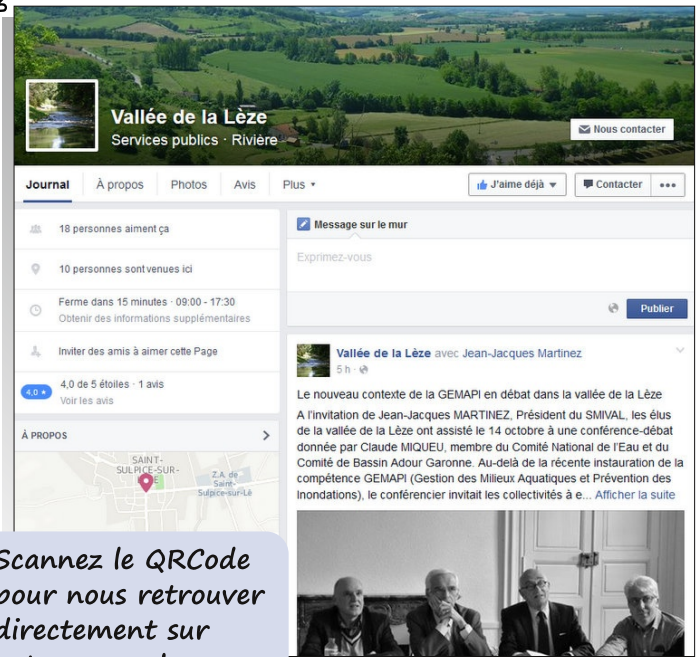 Vallée de la Lèze
Services publics · Rivière
Nous contacter
Journal
À propos
Photos
Avis
Plus
J'aime déjà
Contacter
18 personnes aiment ça
10 personnes sont venues ici
Ferme dans 15 minutes · 09:00 - 17:30
Obtenir des informations supplémentaires
Inviter des amis à aimer cette Page
4,0
4,0 de 5 étoiles · 1 avis
Voir les avis
À PROPOS
SAINT-
SULPICE-SUR-
Z.A. de
Saint-
Sulpice-sur-Lè
Scannez le QRCode
pour nous retrouver
directement sur
Message sur le mur
Exprimez-vous
Publier
Vallée de la Lèze avec Jean-Jacques Martinez
5 h ·
Le nouveau contexte de la GEMAPI en débat dans la vallée de la Lèze
A l'invitation de Jean-Jacques MARTINEZ, Président du SMIVAL, les élus
de la vallée de la Lèze ont assisté le 14 octobre à une conférence-débat
donnée par Claude MIQUEU, membre du Comité National de l'Eau et du
Comité de Bassin Adour Garonne. Au-delà de la récente instauration de la
compétence GEMAPI (Gestion des Milieux Aquatiques et Prévention des
Inondations), le conférencier invitait les collectivités à e... Afficher la suite